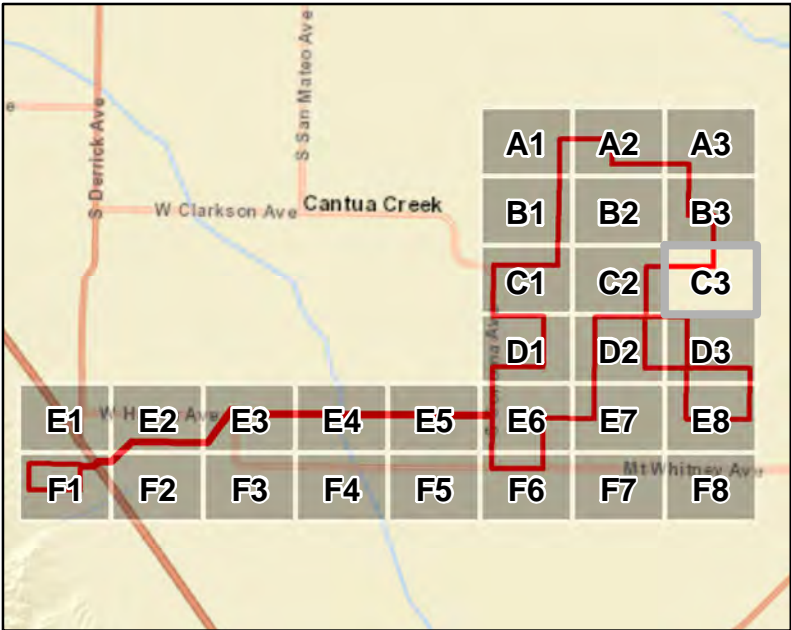 S San Mateo Ave
e
S Derrick Ave
A1 A2 A3
W Clarkson Ave Cantua Creek
B1 B2 B3
C1 C2 C3
D1 D2 D3
E1 E2 E3 E4 E5 E6 E7 E8
Mt Whitney Ave
F1 F2 F3 F4 F5 F6 F7 F8